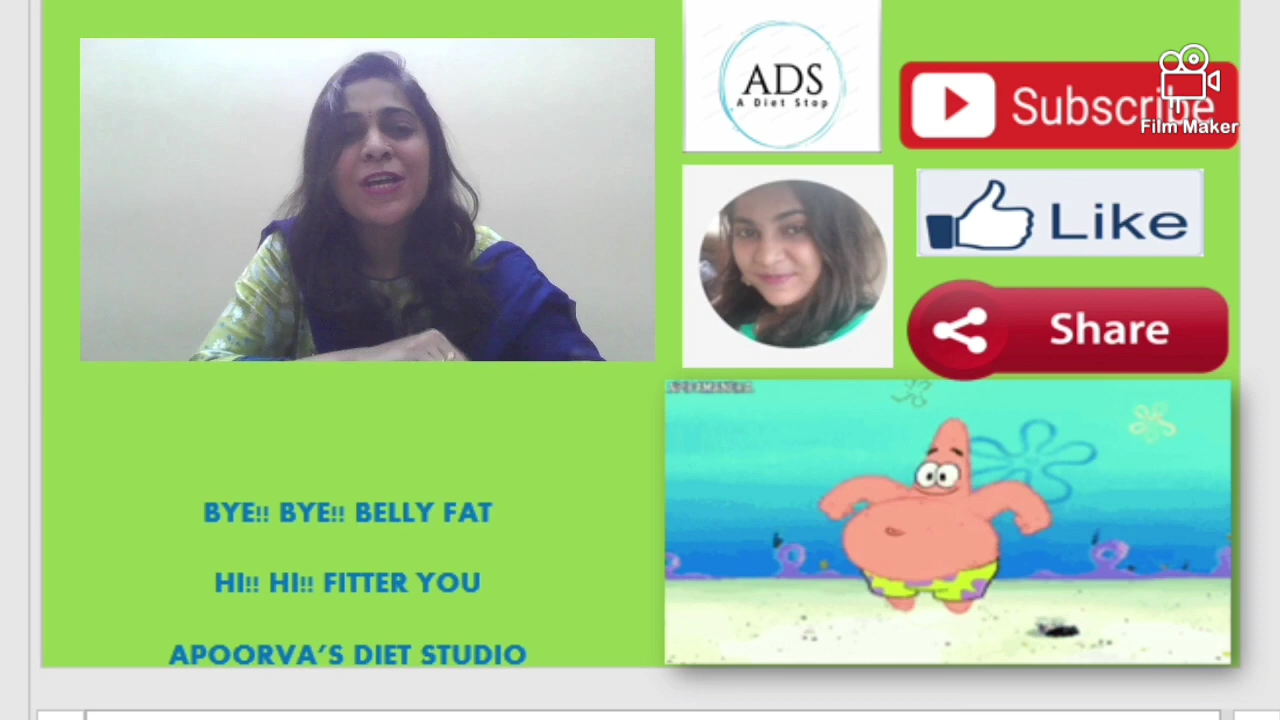 ADS
A Diet Stop
Subscribe
Film Maker
Like
Share
BYE!! BYE!! BELLY FAT
HI!! HI!! FITTER YOU
APOORVA'S DIET STUDIO